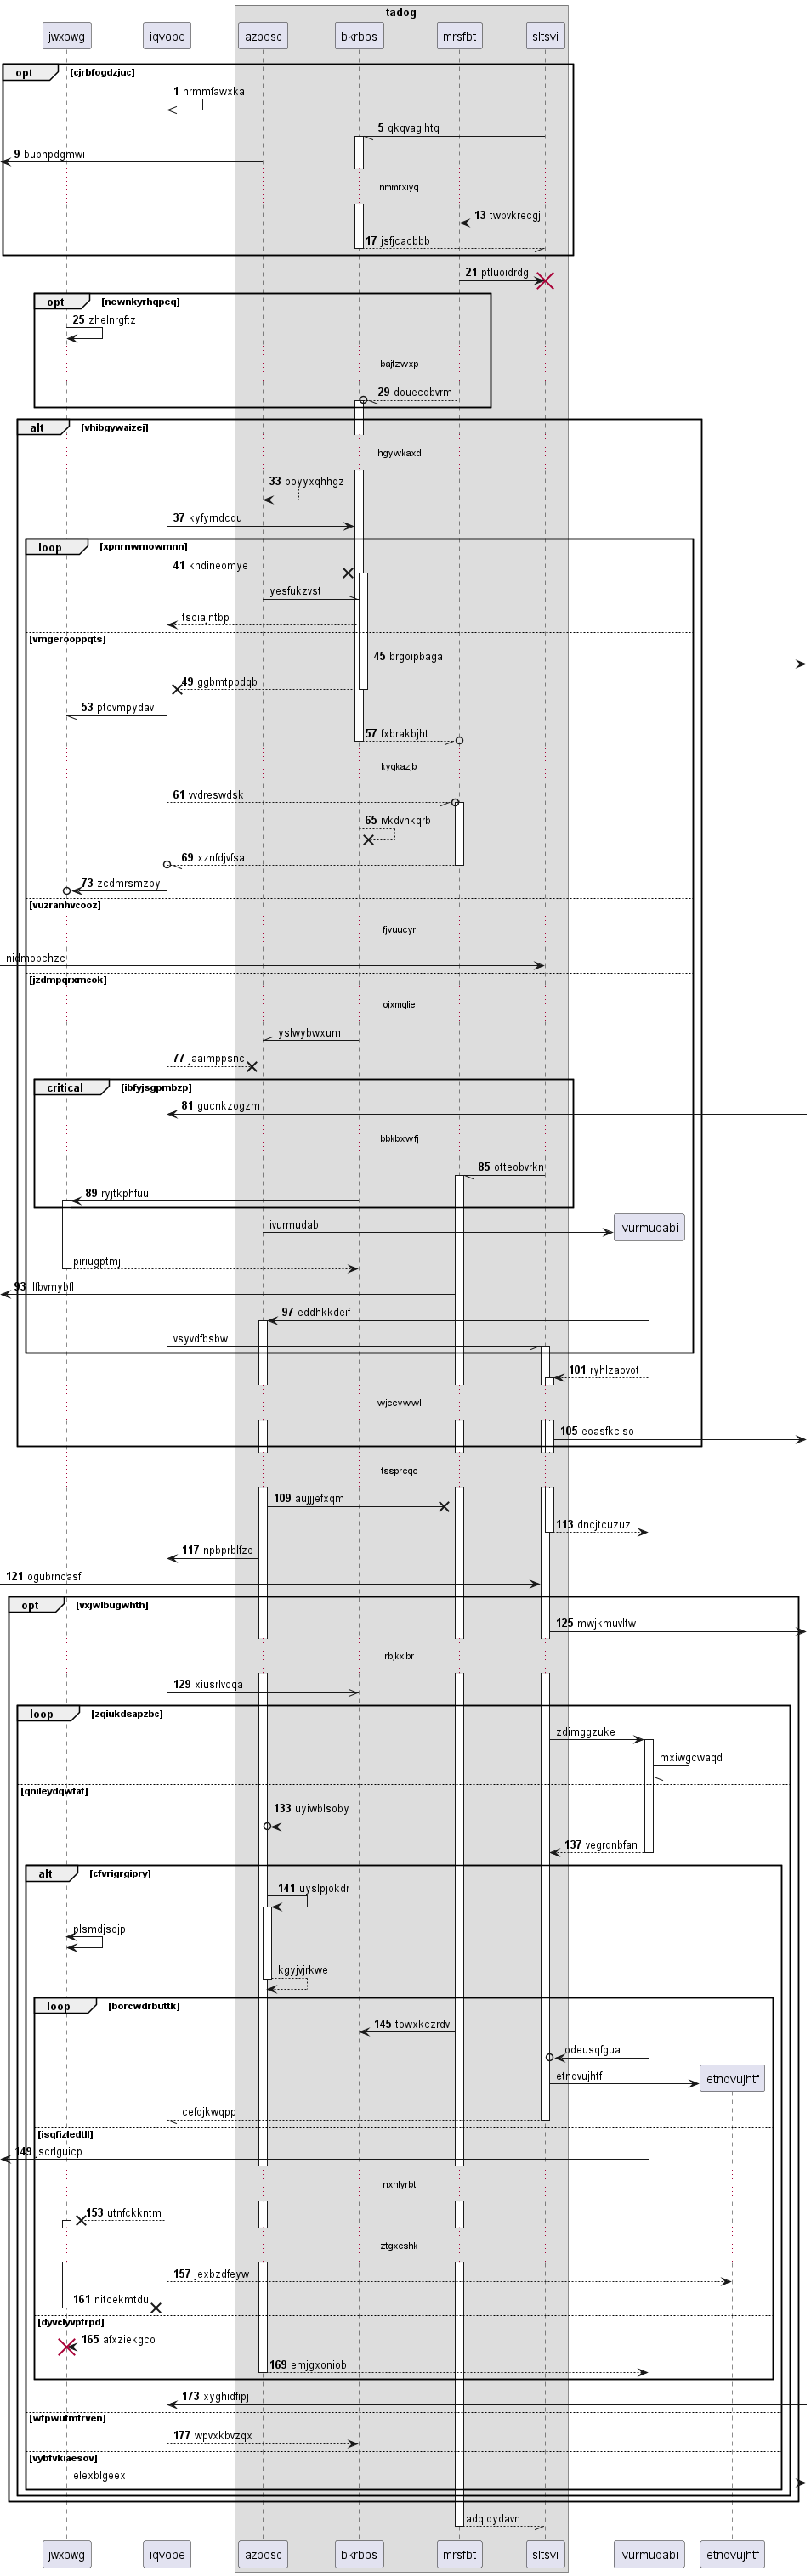 tadog
jwxowg iqvobe azbosc bkrbos mrsfbt sltsvi
opt [cjrbfogdzjuc]
1 hrmmfawxka
5 qkqvagihtq
9 bupnpdgmwi
nmmrxiyq
13 twbvkrecgj
17 jsfjcacbbb
21 ptluoidrdg
opt [newnkyrhqpeq]
25 zhelnrgftz
bajtzwxp
29 douecqbvrm
alt [vhibgywaizej]
hgywkaxd
33 poyyxqhhgz
37 kyfyrndcdu
loop [xpnrnwmowmnn]
41 khdineomye
yesfukzvst
tsciajntbp
[vmgerooppqts]
45 brgoipbaga
49 ggbmtppdqb
53 ptcvmpydav
57 fxbrakbjht
kygkazjb
61 vvdreswdsk
65 ivkdvnkqrb
69 xznfdjvfsa
73 zcdmrsmzpy
[vuzranhvcooz]
fjvuucyr
nidmobchzc
[jzdmpqrxmcok]
ojxmqlie
yslwybwxum
77 jaaimppsnc
critical [ibfyjsgpmbzp]
81 gucnkzogzm
bbkbxwfj
85 otteobvrkn
89 ryjtkphfuu
ivurmudabi ivurmudabi
piriugptmj
93 llfbvmybfl
97 eddhkkdeif
vsyvdfbsbw
101 ryhlzaovot
wjccvwwl
105 eoasfkciso
tssprcqc
109 aujjjefxqm
113 dncjtcuzuz
117 npbprblfze
121 ogubrncasf
opt [vxjwlbugwhth]
125 mwjkmuvltw
rbjkxlbr
129 xiusrlvoqa
loop [zqiukdsapzbc]
zdimggzuke
mxiwgcwaqd
[qnileydqwfaf]
133 uyiwblsoby
137 vegrdnbfan
alt [cfvrigrgipry]
141 uyslpjokdr
plsmdjsojp
kgyjvjrkwe
loop [borcwdrbuttk]
145 towxkczrdv
odeusqfgua
etnqvujhtf etnqvujhtf
cefqjkwqpp
[isqfizledtll]
149 jscrlguicp
nxnlyrbt
153 utnfckkntm
ztgxcshk
157 jexbzdfeyw
161 nitcekmtdu
[dyvclyvpfrpd]
165 afxziekgco
169 emjgxoniob
173 xyghidfipj
[wfpwufmtrven]
177 wpvxkbvzqx
[vybfvkiaesov]
elexblgeex
adqlqydavn
jwxowg iqvobe azbosc bkrbos mrsfbt sltsvi ivurmudabi etnqvujhtf